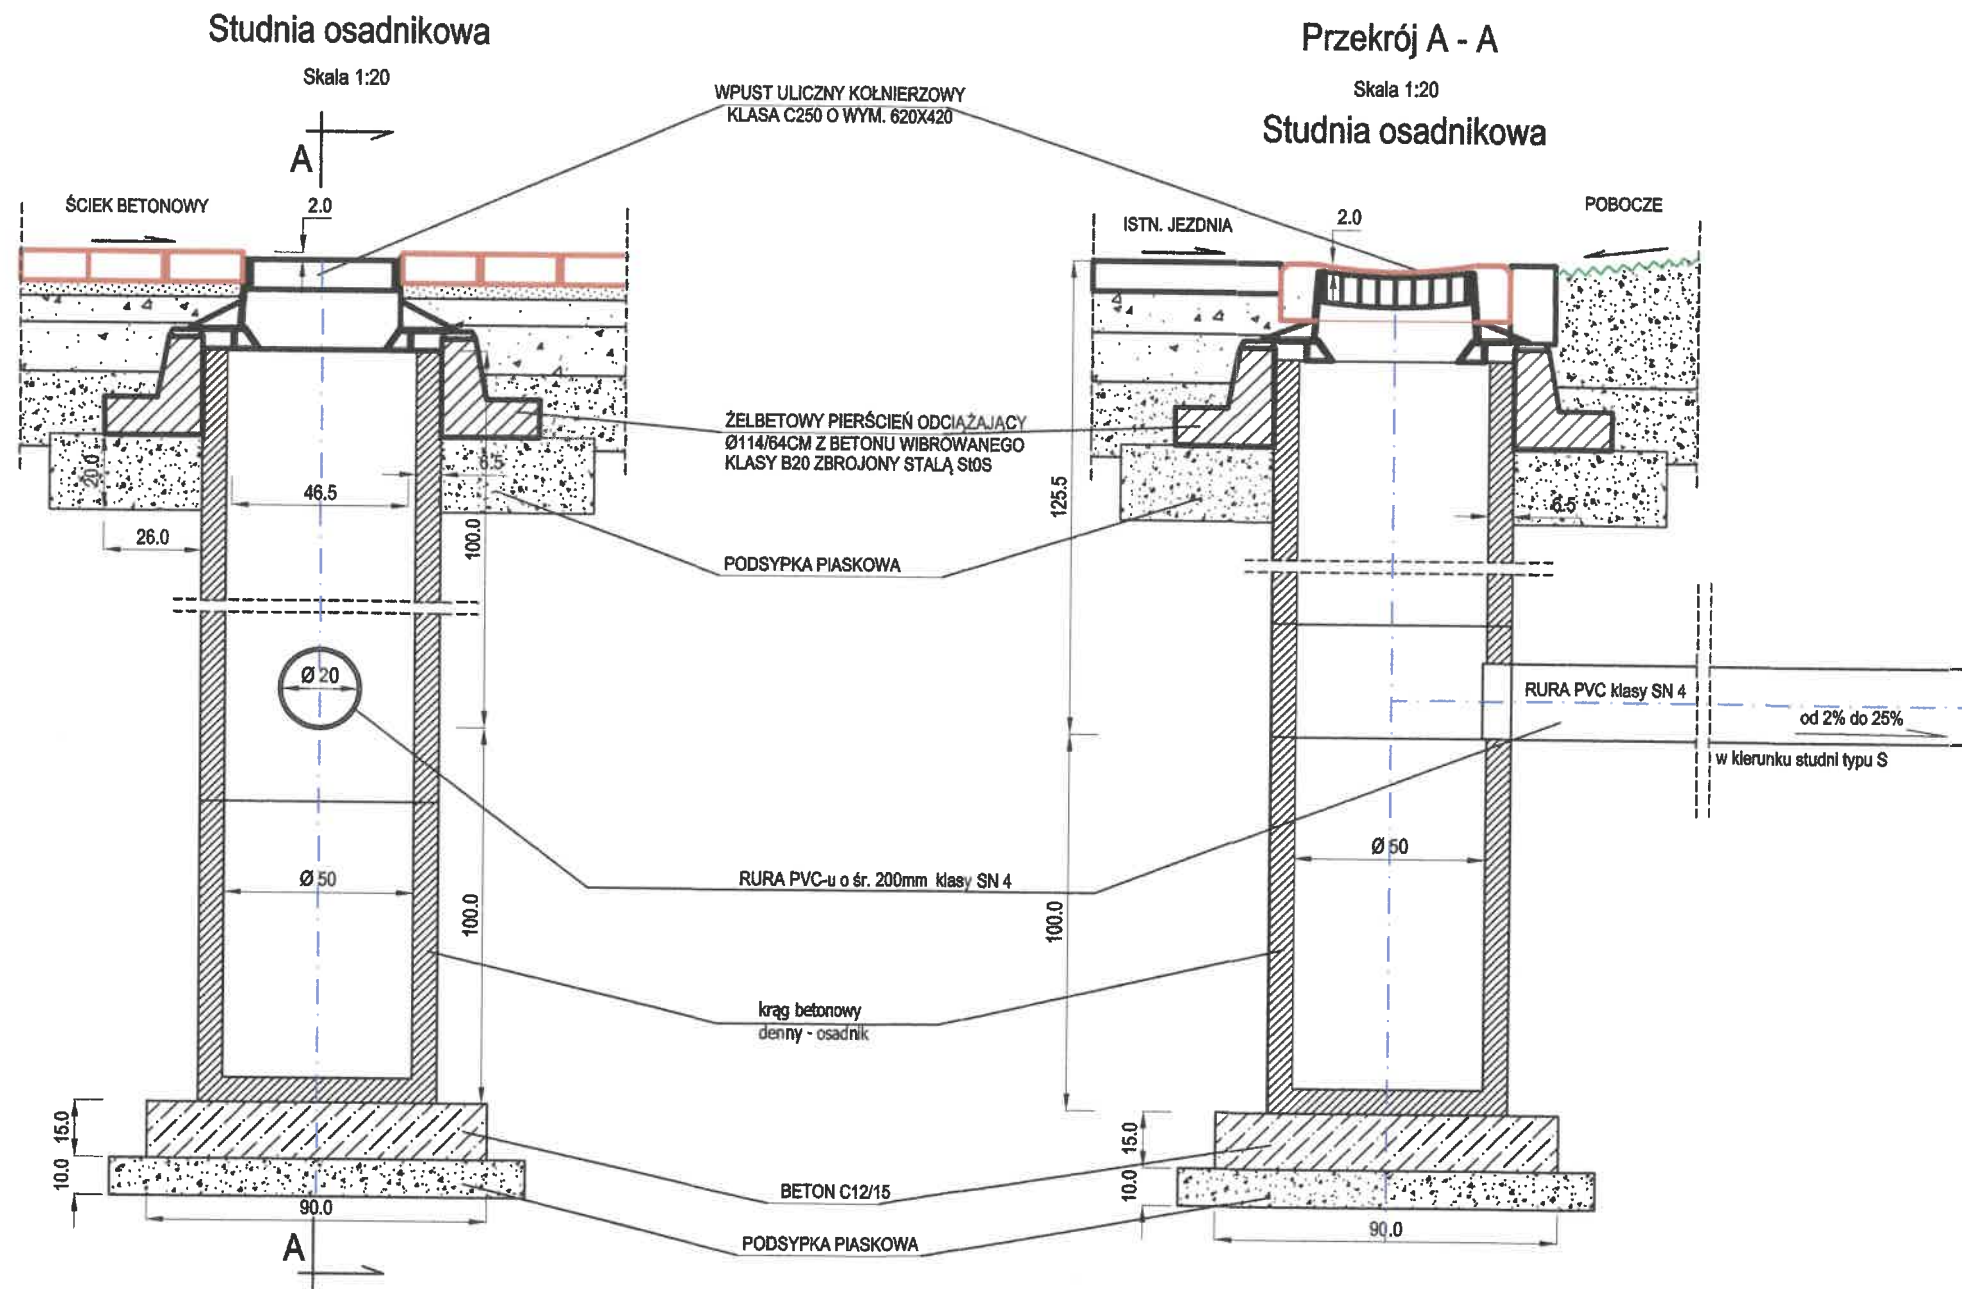 Studnia osadnikowa
Skala 1:20
A
ŚCIEK BETONOWY
2.0
WPUST ULICZNY KOŁNIERZOWY
KLASA C250 O WYM. 620X420
Przekrój A - A
Skala 1:20
Studnia osadnikowa
ISTN. JEZDNIA
2.0
POBOCZE
ŻELBETOWY PIERŚCIEŃ ODCIĄŻAJĄCY
Ø114/64CM Z BETONU WIBROWANEGO
KLASY B20 ZBROJONY STALĄ St0S
20.0
46.5
6.5
26.0
100.0
125.5
6.5
PODSYPKA PIASKOWA
Ø 20
RURA PVC klasy SN 4
od 2% do 25%
w kierunku studni typu S
Ø 50
RURA PVC-u o śr. 200mm klasy SN 4
Ø 50
100.0
100.0
krąg betonowy
denny - osadnik
15.0
10.0
90.0
BETON C12/15
PODSYPKA PIASKOWA
15.0
10.0
90.0
A